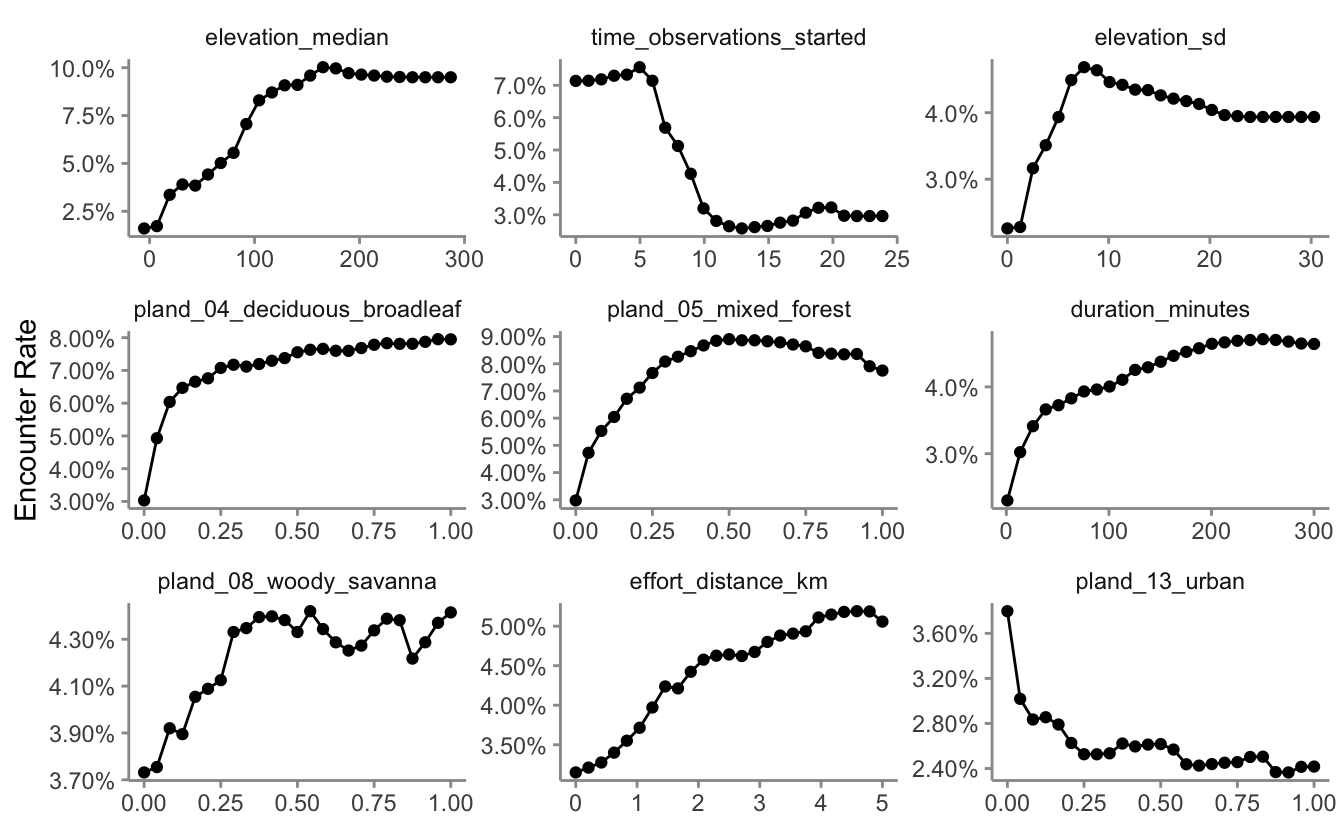 elevation_median
time_observations_started
elevation_sd
10.0%
7.5%
5.0%
2.5%
0 100 200 300
7.0%
6.0%
5.0%
4.0%
3.0%
0 5 10 15 20 25
4.0%
3.0%
0 10 20 30
Encounter Rate
pland_04_deciduous_broadleaf
pland_05_mixed_forest
duration_minutes
8.00%
7.00%
6.00%
5.00%
4.00%
3.00%
0.00 0.25 0.50 0.75 1.00
9.00%
8.00%
7.00%
6.00%
5.00%
4.00%
3.00%
0.00 0.25 0.50 0.75 1.00
4.0%
3.0%
0 100 200 300
pland_08_woody_savanna
effort_distance_km
pland_13_urban
4.30%
4.10%
3.90%
3.70%
0.00 0.25 0.50 0.75 1.00
5.00%
4.50%
4.00%
3.50%
0 1 2 3 4 5
3.60%
3.20%
2.80%
2.40%
0.00 0.25 0.50 0.75 1.00